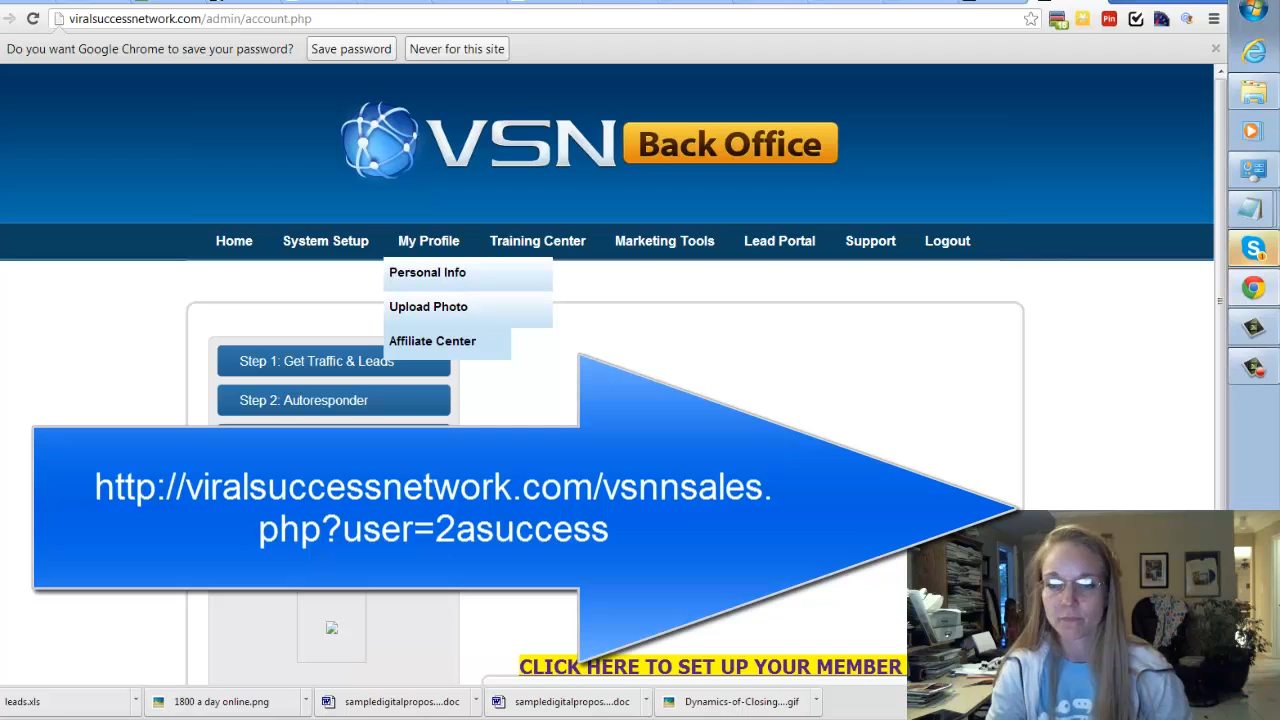 viralsuccessnetwork.com/admin/account.php
Pin
Do you want Google Chrome to save your password? Save password Never for this site
VSN Back Office
Home System Setup My Profile Training Center Marketing Tools Lead Portal Support Logout
Personal Info
Upload Photo
Affiliate Center
Step 1: Get Traffic & Leads
Step 2: Autoresponder
http://viralsuccessnetwork.com/vsnnsales.
php?user=2asuccess
CLICK HERE TO SET UP YOUR MEMBER
leads.xls 1800 a day online.png sampledigitalpropos....doc sampledigitalpropos....doc Dynamics-of-Closing....gif